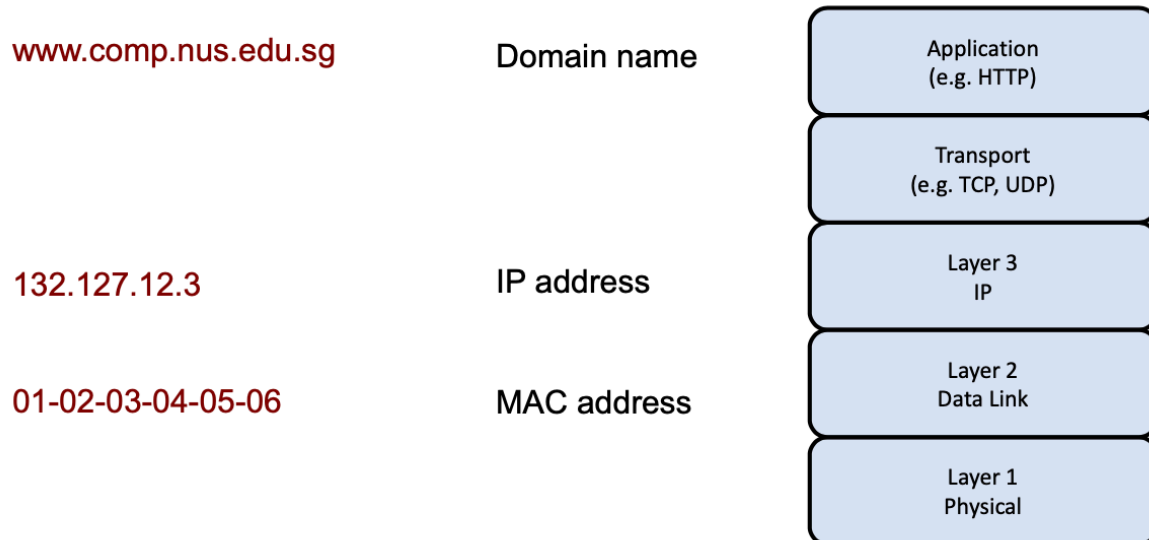 www.comp.nus.edu.sg
Domain name
Application
(e.g. HTTP)
Transport
(e.g. TCP, UDP)
132.127.12.3
IP address
Layer 3
IP
01-02-03-04-05-06
MAC address
Layer 2
Data Link
Layer 1
Physical